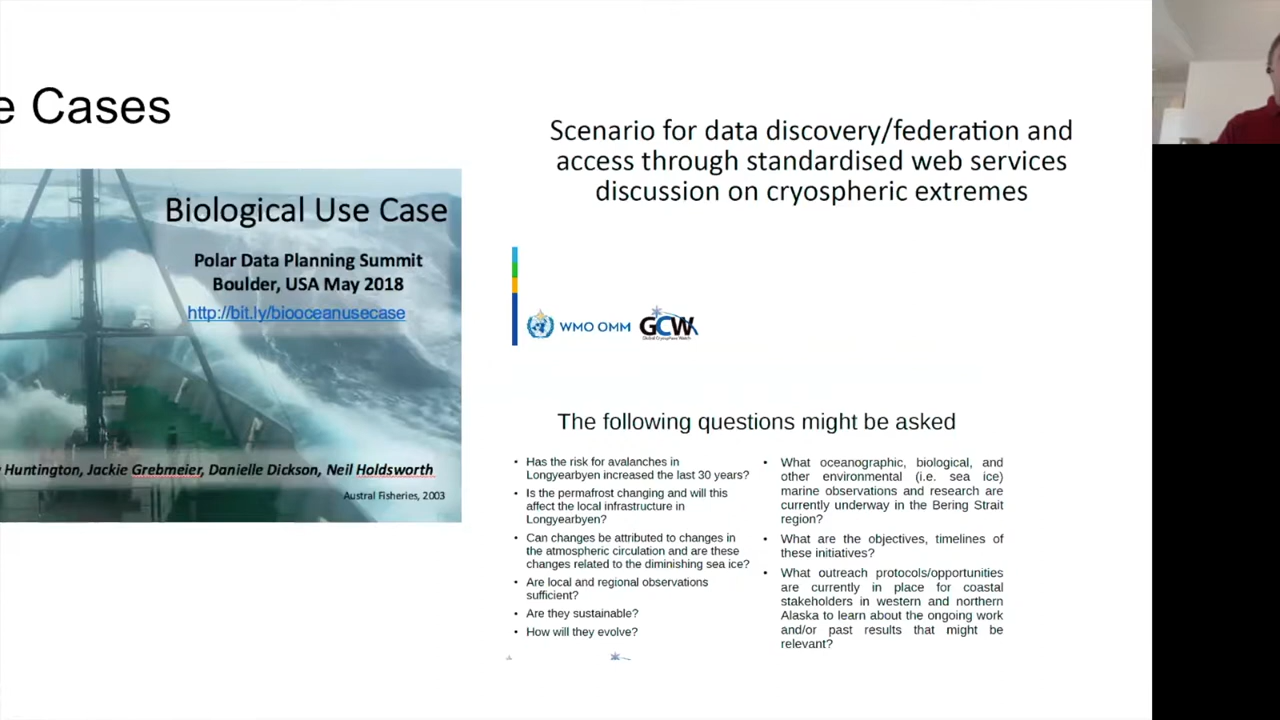 e Cases
Biological Use Case
Polar Data Planning Summit
Boulder, USA May 2018
http://bit.ly/biooceanusecase
Huntington, Jackie Grebmeier, Danielle Dickson, Neil Holdsworth
Austral Fisheries, 2003
Scenario for data discovery/federation and
access through standardised web services
discussion on cryospheric extremes
WMO OMM
GCW
Global Cryosphere Watch
The following questions might be asked
• Has the risk for avalanches in
Longyearbyen increased the last 30 years?
• Is the permafrost changing and will this
affect the local infrastructure in
Longyearbyen?
• Can changes be attributed to changes in
the atmospheric circulation and are these
changes related to the diminishing sea ice?
• Are local and regional observations
sufficient?
• Are they sustainable?
• How will they evolve?
• What oceanographic, biological, and
other environmental (i.e. sea ice)
marine observations and research are
currently underway in the Bering Strait
region?
• What are the objectives, timelines of
these initiatives?
• What outreach protocols/opportunities
are currently in place for coastal
stakeholders in western and northern
Alaska to learn about the ongoing work
and/or past results that might be
relevant?